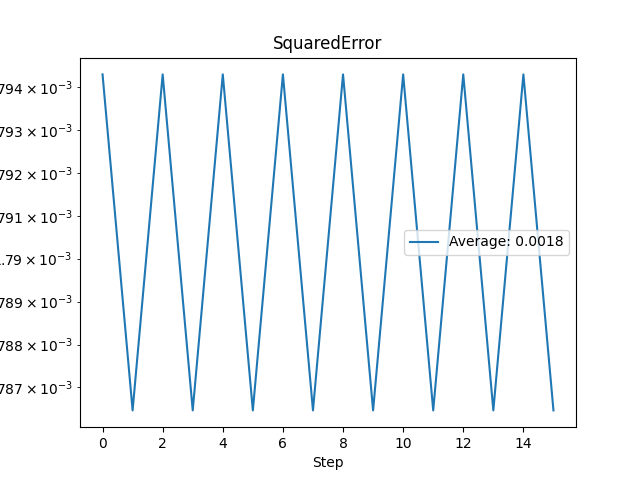 SquaredError
794 × 10⁻³
793 × 10⁻³
792 × 10⁻³
791 × 10⁻³
.79 × 10⁻³
789 × 10⁻³
788 × 10⁻³
787 × 10⁻³
Average: 0.0018
0 2 4 6 8 10 12 14
Step